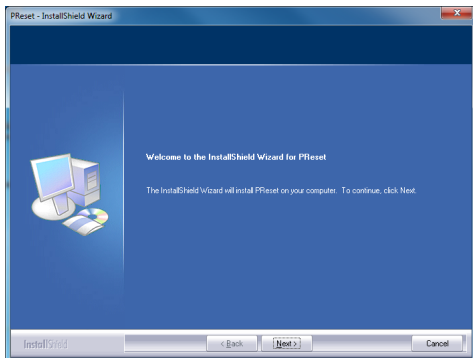 PReset - InstallShield Wizard
Welcome to the InstallShield Wizard for PReset
The InstallShield Wizard will install PReset on your computer. To continue, click Next.
InstallShield
< Back
Next >
Cancel